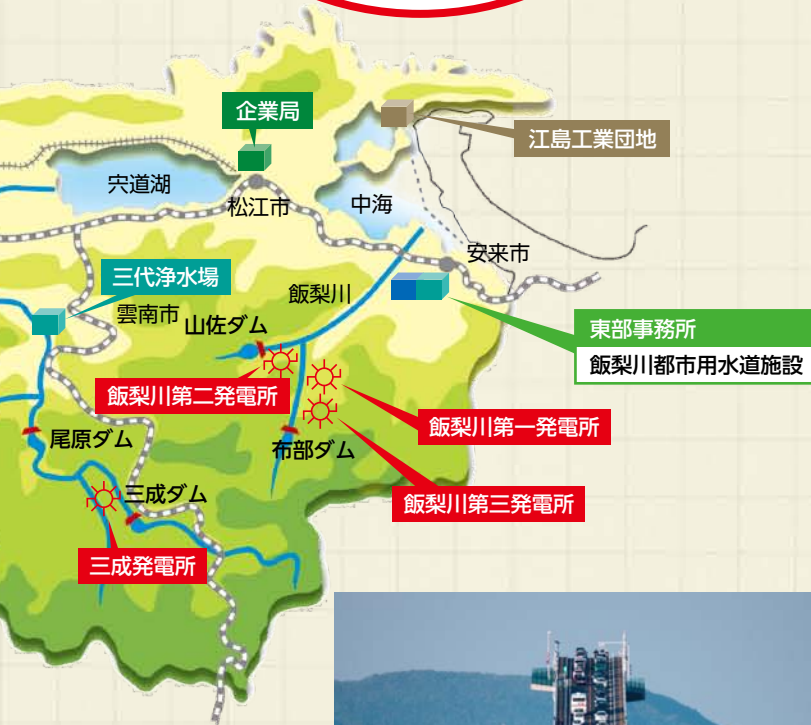 企業局
江島工業団地
宍道湖
松江市
中海
安来市
三代浄水場
雲南市
飯梨川
山佐ダム
東部事務所
飯梨川都市用水道施設
飯梨川第二発電所
飯梨川第一発電所
尾原ダム
布部ダム
三成ダム
飯梨川第三発電所
三成発電所